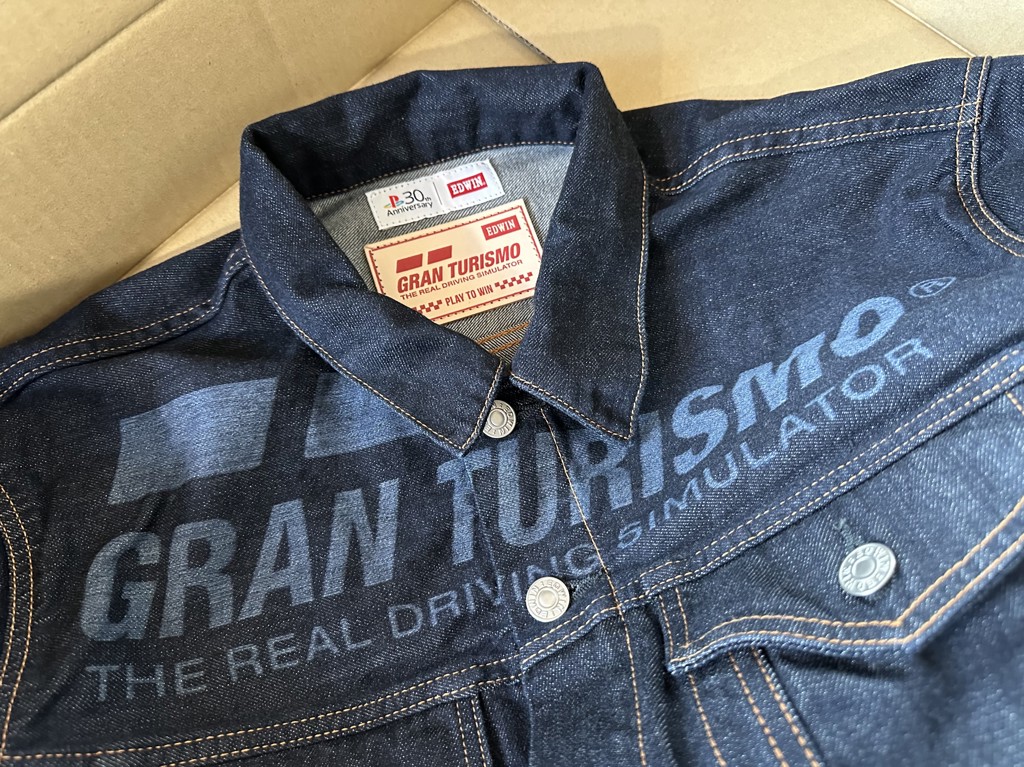 30th
Anniversary
EDWIN.
EDWIN
GRAN TURISMO
THE REAL DRIVING SIMULATOR
PLAY TO WIN
GRAN TURISMO®
THE REAL DRIVING SIMULATOR